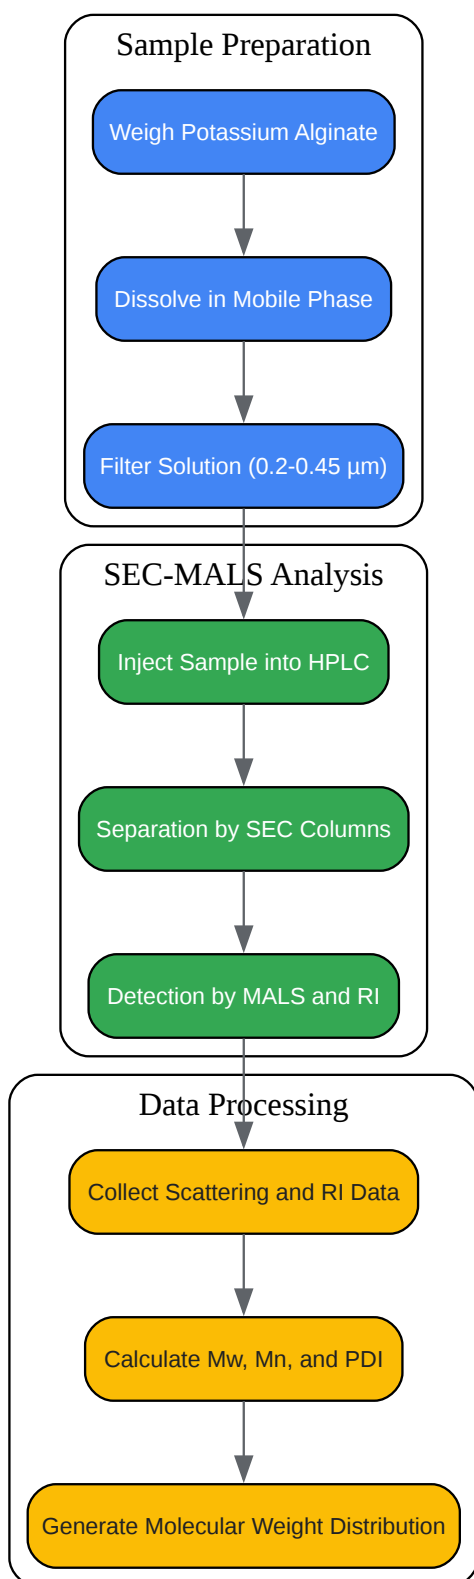 Sample Preparation
Weigh Potassium Alginate
Dissolve in Mobile Phase
Filter Solution (0.2-0.45 µm)
SEC-MALS Analysis
Inject Sample into HPLC
Separation by SEC Columns
Detection by MALS and RI
Data Processing
Collect Scattering and RI Data
Calculate Mw, Mn, and PDI
Generate Molecular Weight Distribution